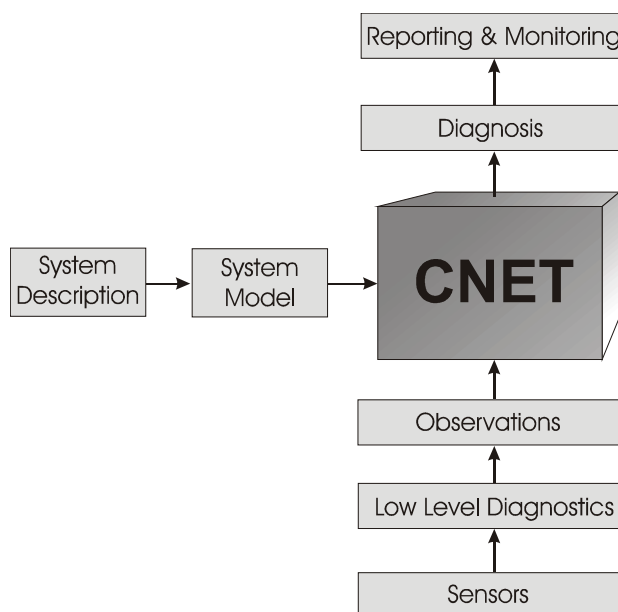 Reporting & Monitoring
Diagnosis
System
Description
System
Model
CNET
Observations
Low Level Diagnostics
Sensors